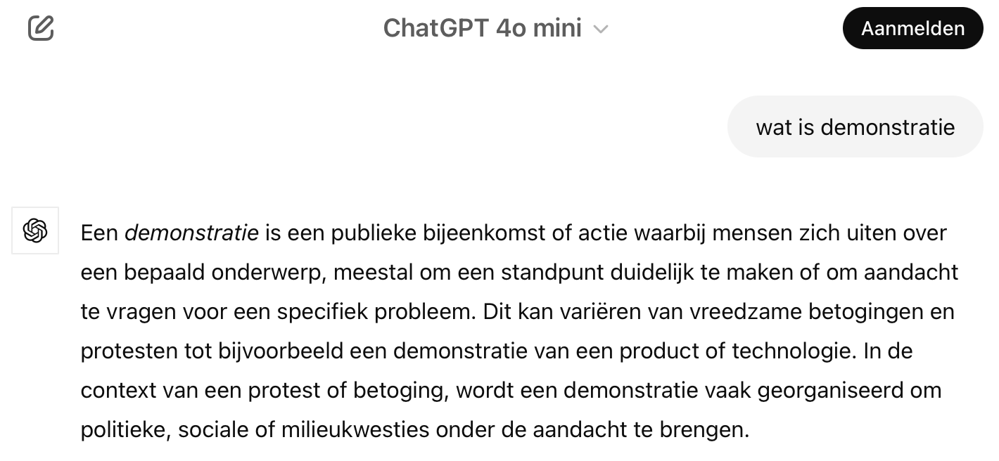 ChatGPT 4o mini
Aanmelden
wat is demonstratie
Een demonstratie is een publieke bijeenkomst of actie waarbij mensen zich uiten over
een bepaald onderwerp, meestal om een standpunt duidelijk te maken of om aandacht
te vragen voor een specifiek probleem. Dit kan variëren van vreedzame betogingen en
protesten tot bijvoorbeeld een demonstratie van een product of technologie. In de
context van een protest of betoging, wordt een demonstratie vaak georganiseerd om
politieke, sociale of milieukwesties onder de aandacht te brengen.